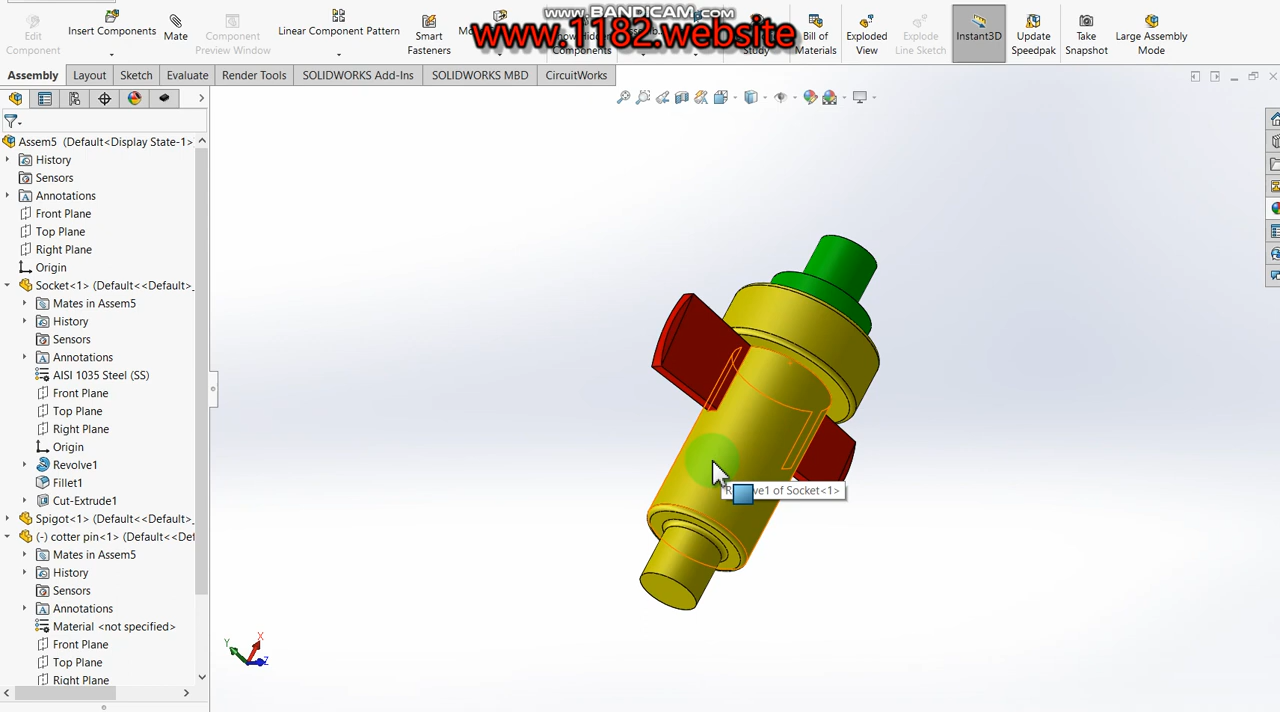 www.BANDICAM.com
www.1182.website
Edit Component
Insert Components
Mate
Component Preview Window
Linear Component Pattern
Smart Fasteners
Components
Study
Bill of Materials
Exploded View
Explode Line Sketch
Instant3D
Update Speedpak
Take Snapshot
Large Assembly Mode
Assembly
Layout
Sketch
Evaluate
Render Tools
SOLIDWORKS Add-Ins
SOLIDWORKS MBD
CircuitWorks
Assem5 (Default<Display State-1>
History
Sensors
Annotations
Front Plane
Top Plane
Right Plane
Origin
Socket<1> (Default<<Default>_
Mates in Assem5
History
Sensors
Annotations
AISI 1035 Steel (SS)
Front Plane
Top Plane
Right Plane
Origin
Revolve1
Fillet1
Cut-Extrude1
Spigot<1> (Default<<Default>_
(-) cotter pin<1> (Default<<Def
Mates in Assem5
History
Sensors
Annotations
Material <not specified>
Front Plane
Top Plane
Right Plane
of Socket<1>
Y
X
Z